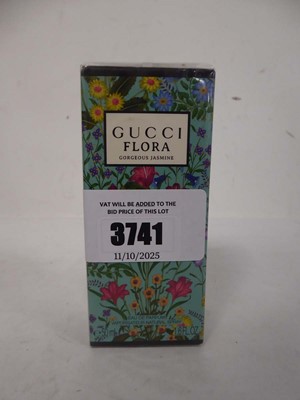 GUCCI
FLORA
GORGEOUS JASMINE
VAT WILL BE ADDED TO THE
BID PRICE OF THIS LOT
3741
11/10/2025